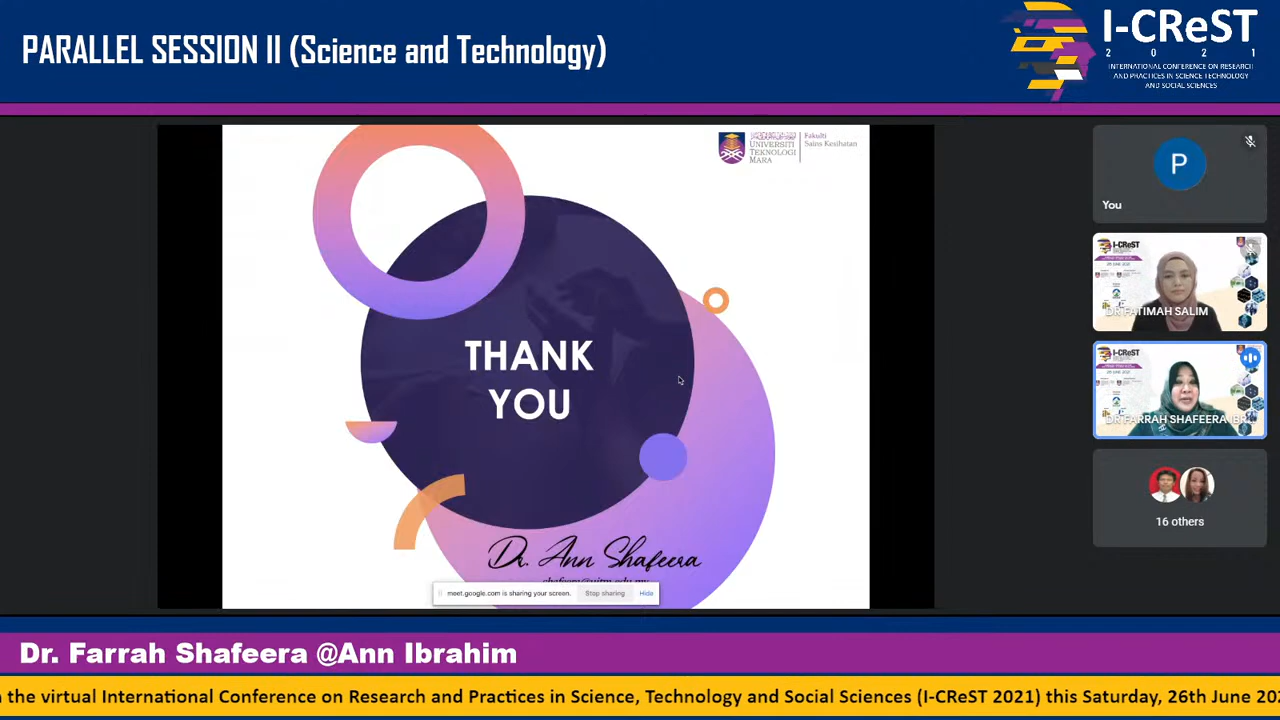 PARALLEL SESSION II (Science and Technology)
I-CReST
2 0 2 1
INTERNATIONAL CONFERENCE ON RESEARCH
AND PRACTICES IN SCIENCE TECHNOLOGY
AND SOCIAL SCIENCES
UNIVERSITI
TEKNOLOGI
MARA
Fakulti
Sains Kesihatan
THANK
YOU
Dr. Ann Shafeera
meet.google.com is sharing your screen.
Stop sharing
Hide
P
You
I-CReST
DR FATIMAH SALIM
I-CReST
DR FARRAH SHAFEERA IBR
16 others
Dr. Farrah Shafeera @Ann Ibrahim
n the virtual International Conference on Research and Practices in Science, Technology and Social Sciences (I-CReST 2021) this Saturday, 26th June 202